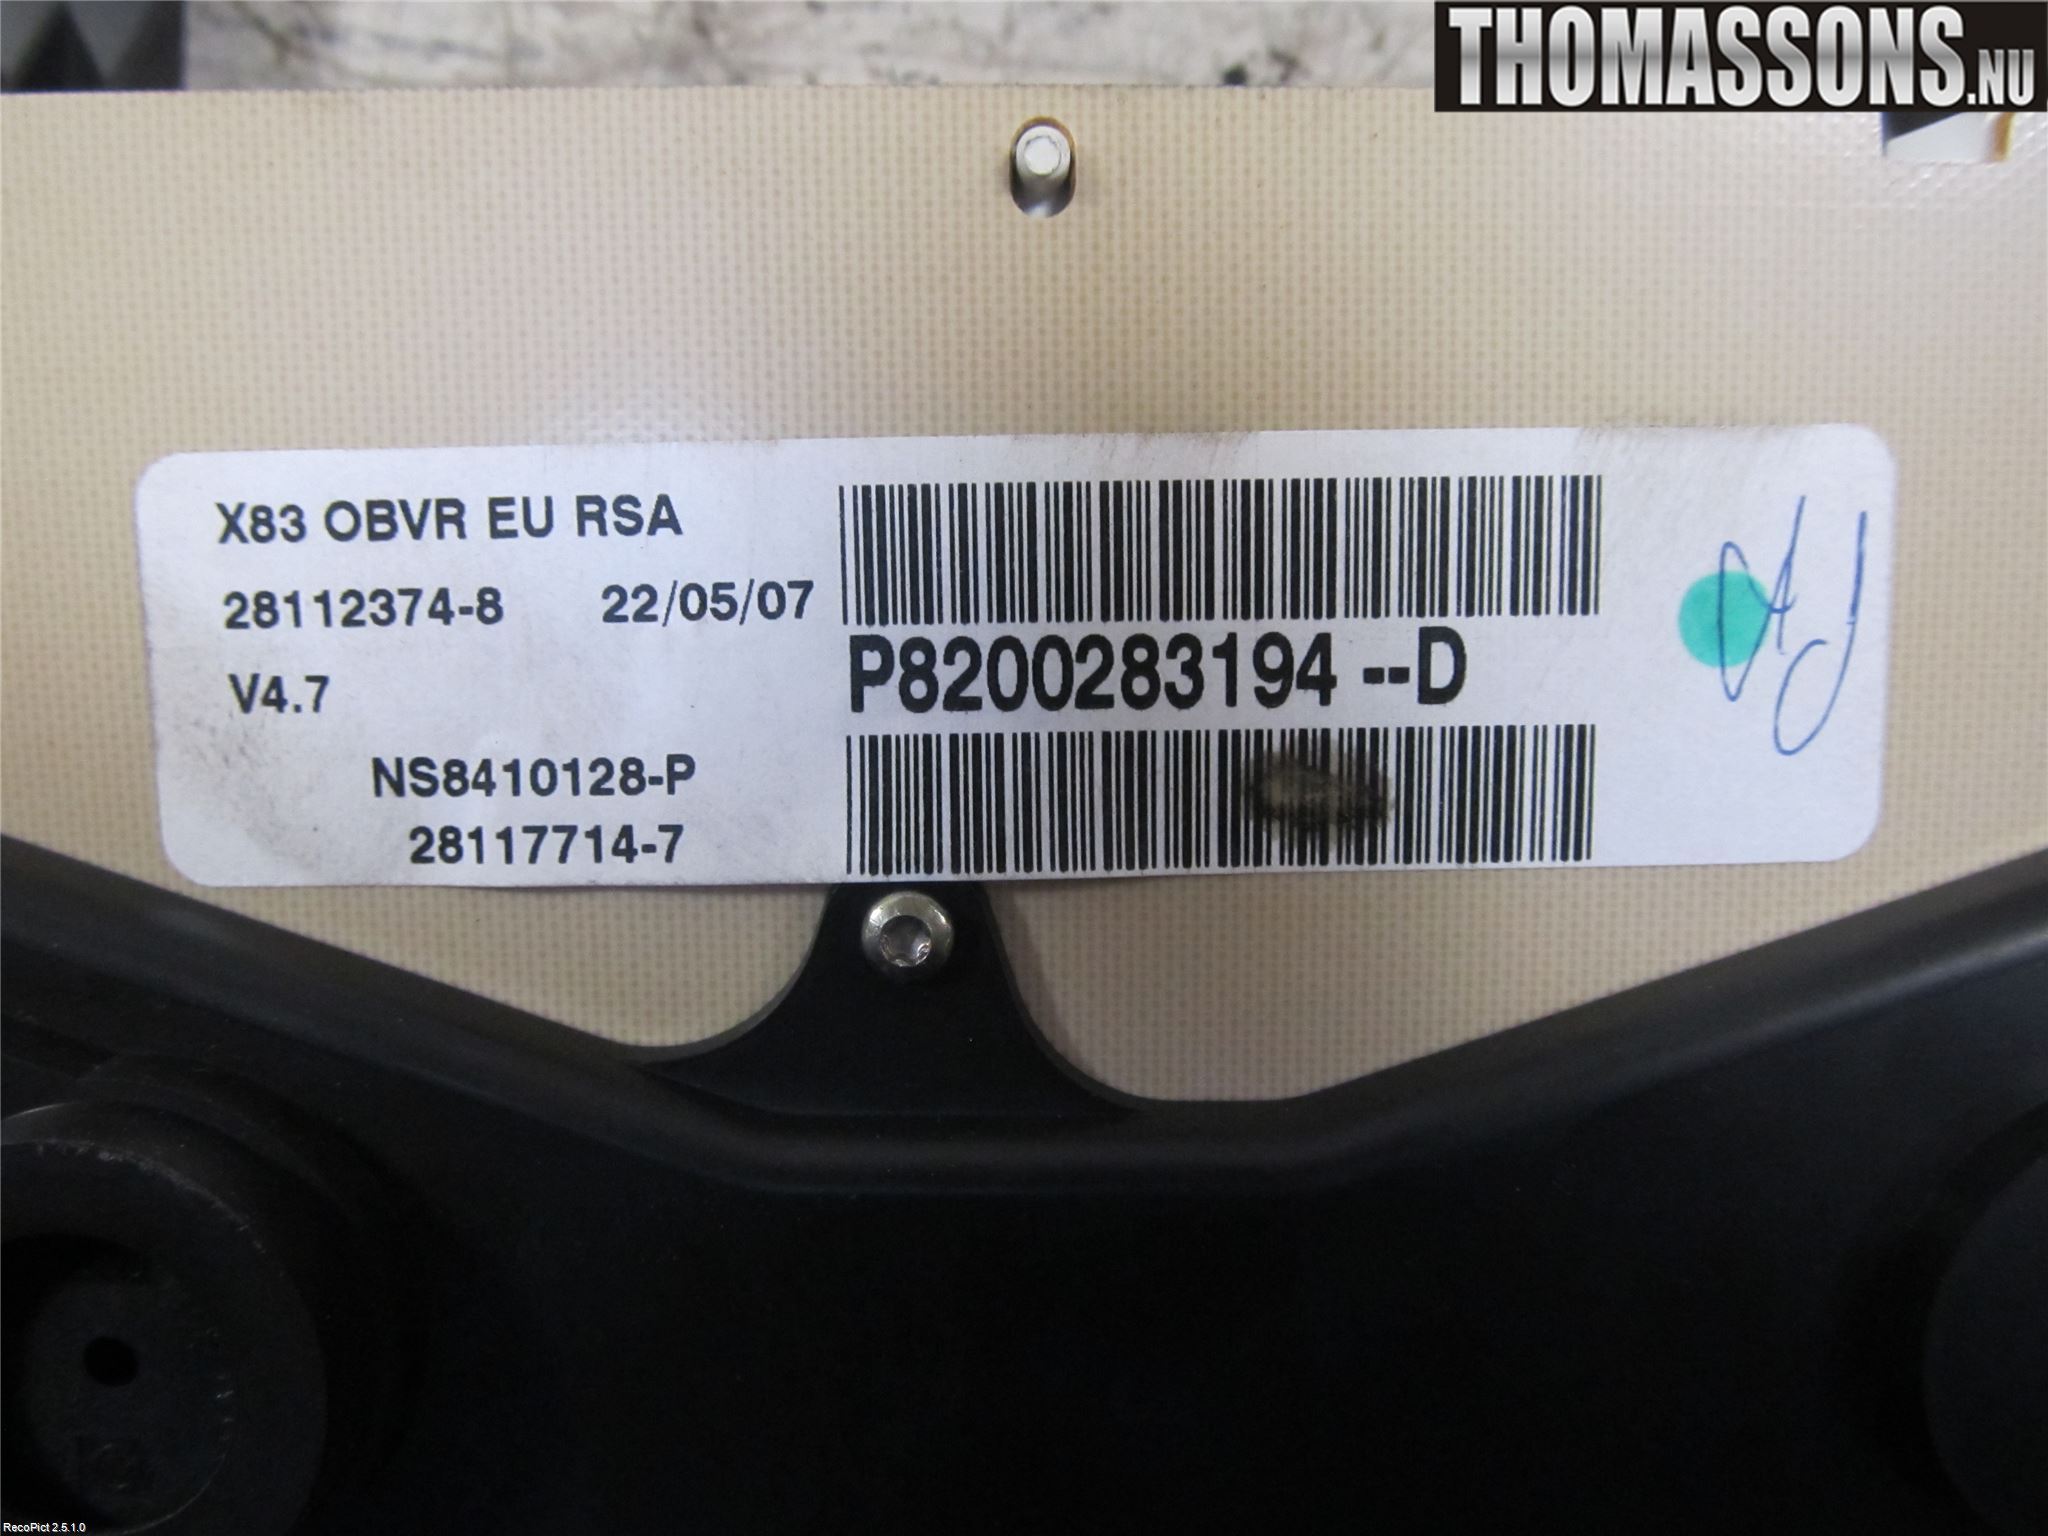 THOMASSONS.NU
X83 OBVR EU RSA
28112374-8 22/05/07
V4.7
P8200283194 --D
NS8410128-P
28117714-7
RecoPict 2.5.1.0